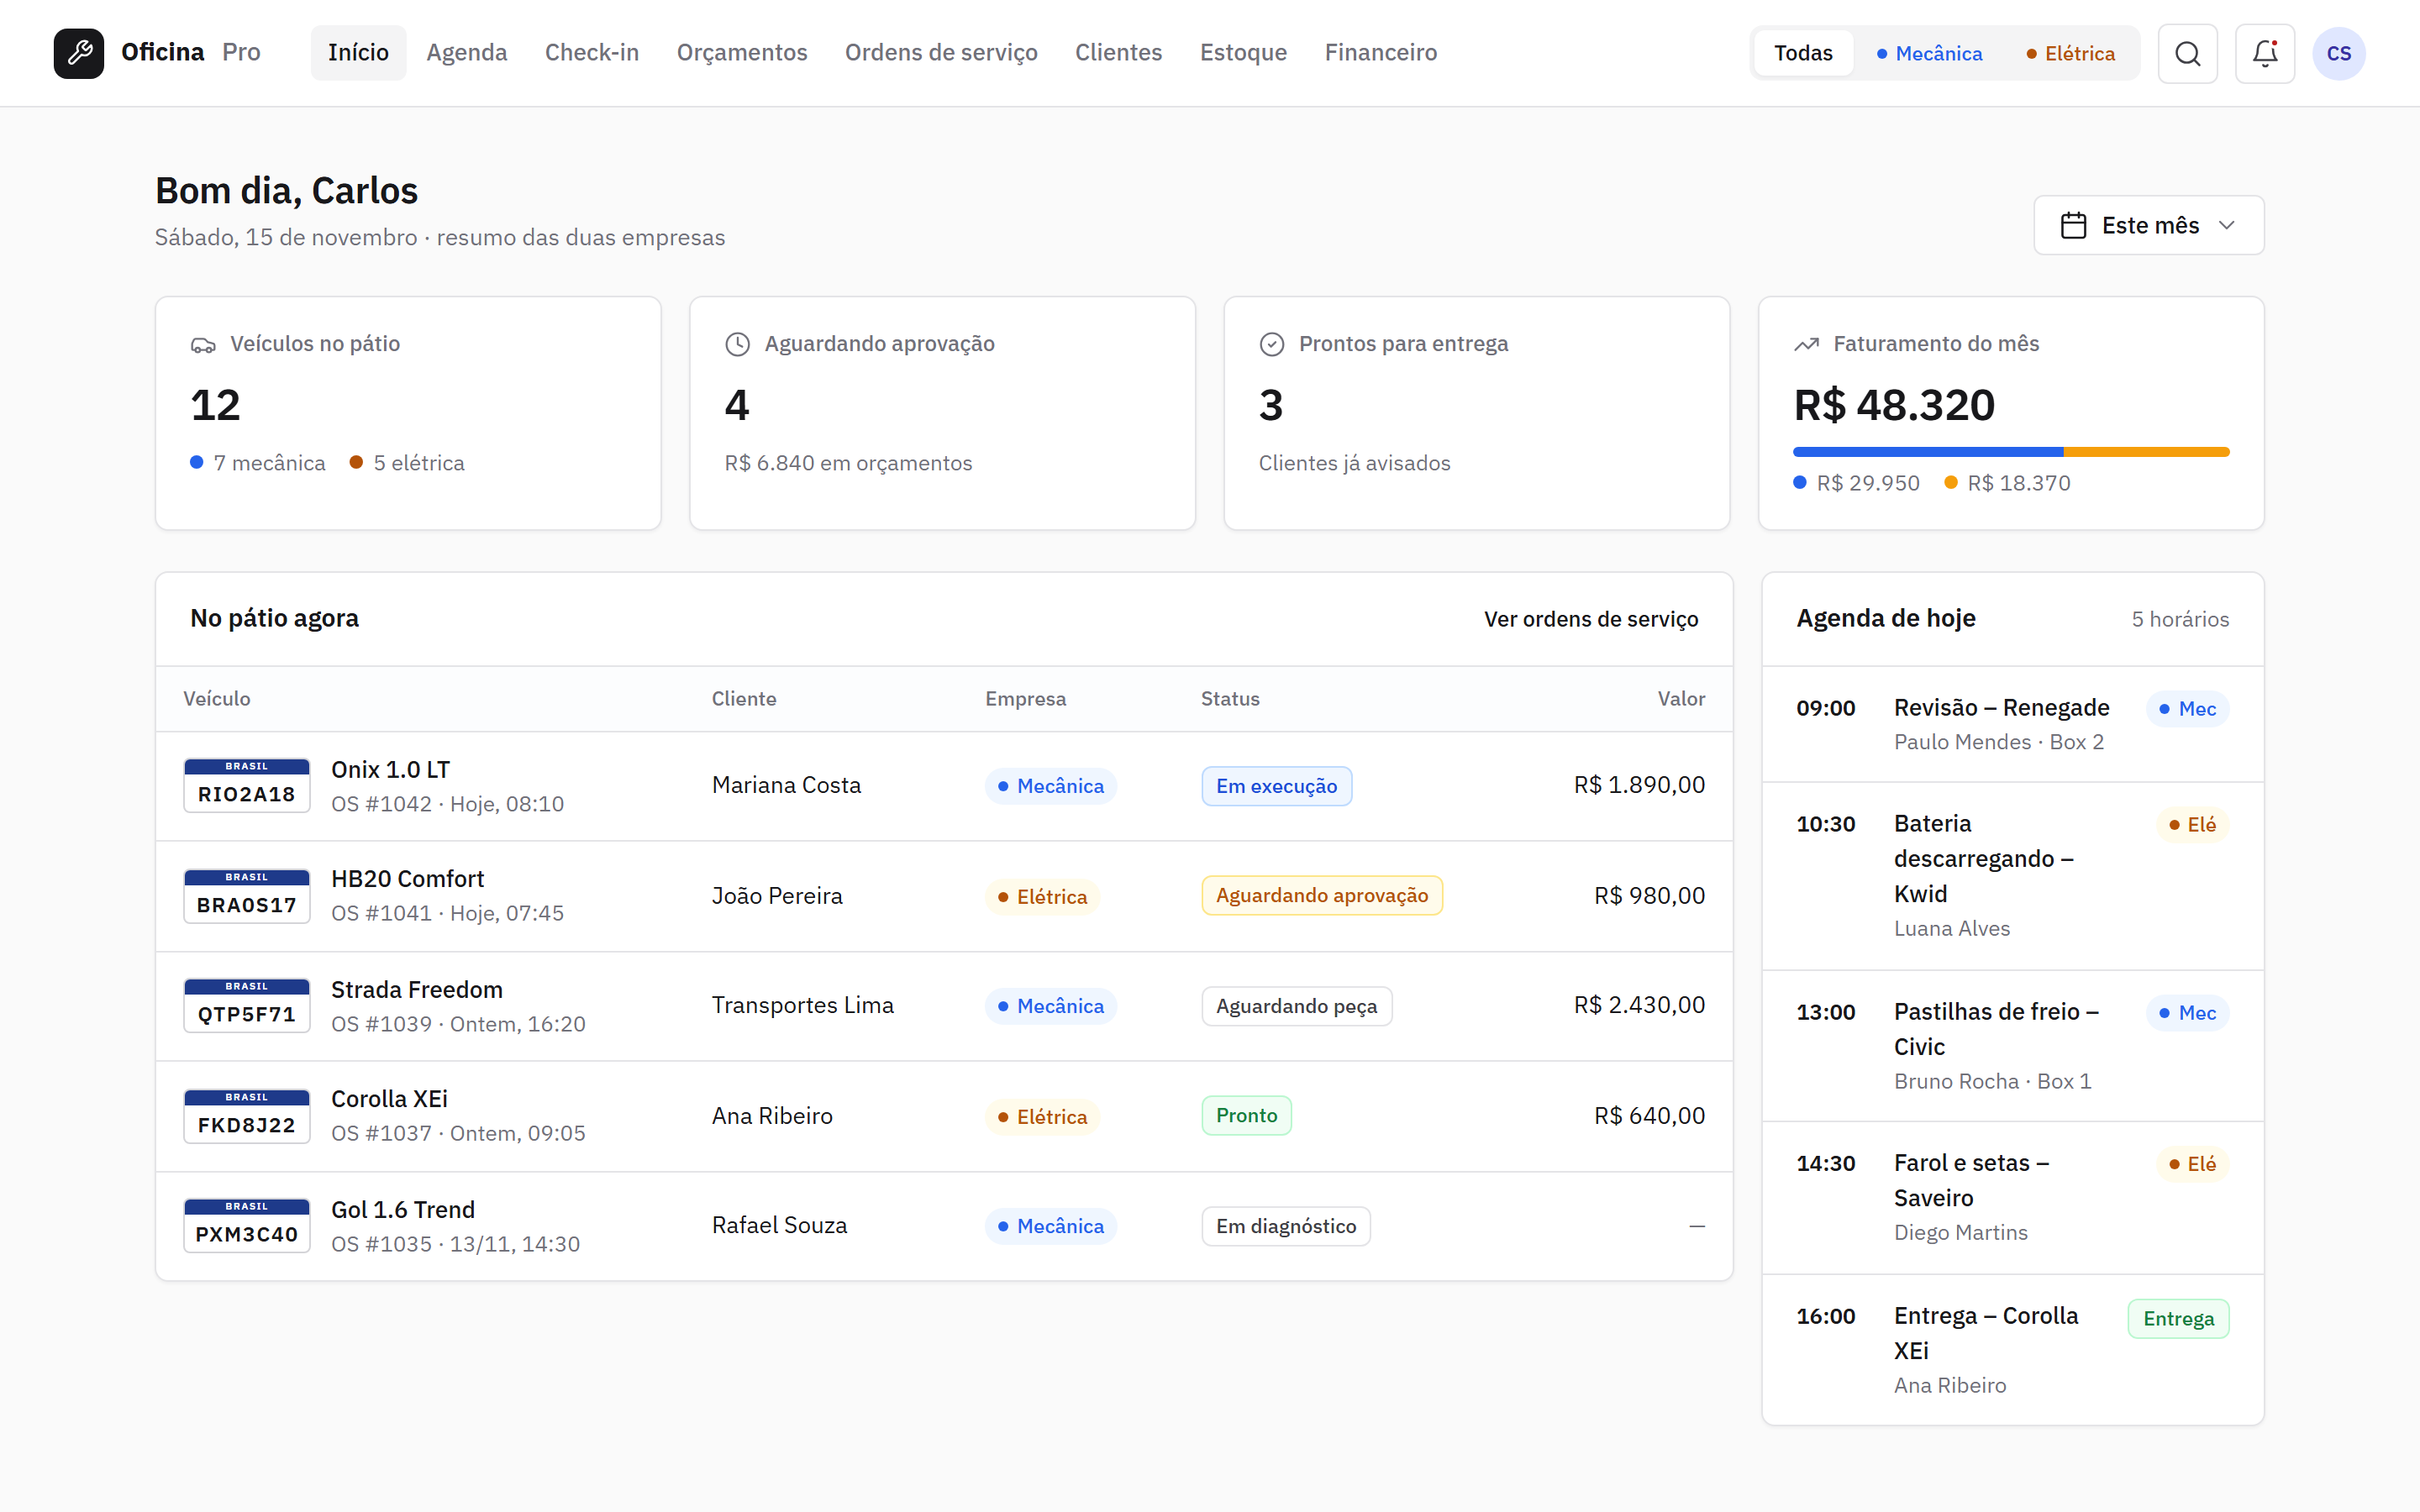 Oficina Pro Início Agenda Check-in Orçamentos Ordens de serviço Clientes Estoque Financeiro Todas Mecânica Elétrica CS
Bom dia, Carlos
Sábado, 15 de novembro · resumo das duas empresas
Este mês
Veículos no pátio
12
7 mecânica 5 elétrica
Aguardando aprovação
4
R$ 6.840 em orçamentos
Prontos para entrega
3
Clientes já avisados
Faturamento do mês
R$ 48.320
R$ 29.950 R$ 18.370
No pátio agora Ver ordens de serviço
Veículo Cliente Empresa Status Valor
BRASIL
RIO2A18
Onix 1.0 LT
OS #1042 · Hoje, 08:10
Mariana Costa Mecânica Em execução R$ 1.890,00
BRASIL
BRA0S17
HB20 Comfort
OS #1041 · Hoje, 07:45
João Pereira Elétrica Aguardando aprovação R$ 980,00
BRASIL
QTP5F71
Strada Freedom
OS #1039 · Ontem, 16:20
Transportes Lima Mecânica Aguardando peça R$ 2.430,00
BRASIL
FKD8J22
Corolla XEi
OS #1037 · Ontem, 09:05
Ana Ribeiro Elétrica Pronto R$ 640,00
BRASIL
PXM3C40
Gol 1.6 Trend
OS #1035 · 13/11, 14:30
Rafael Souza Mecânica Em diagnóstico —
Agenda de hoje 5 horários
09:00 Revisão – Renegade Mec
Paulo Mendes · Box 2
10:30 Bateria Elé
descarregando –
Kwid
Luana Alves
13:00 Pastilhas de freio – Mec
Civic
Bruno Rocha · Box 1
14:30 Farol e setas – Elé
Saveiro
Diego Martins
16:00 Entrega – Corolla Entrega
XEi
Ana Ribeiro